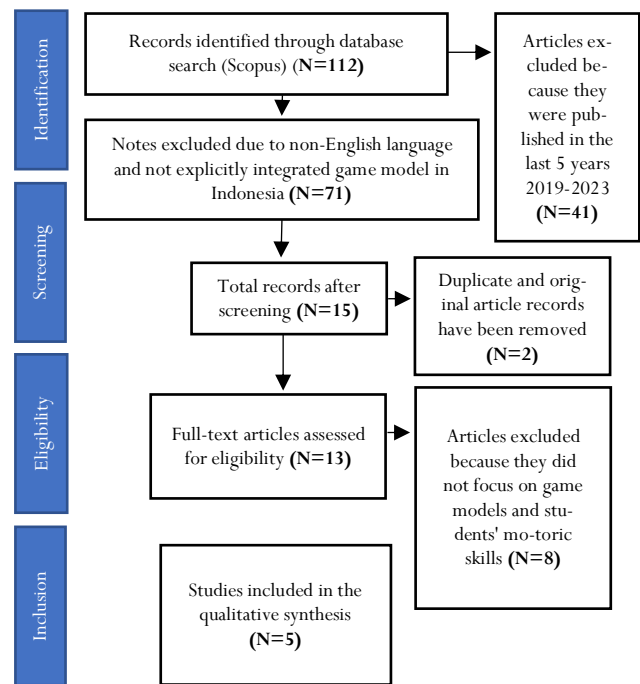 Identification
Records identified through database
search (Scopus) (N=112)
Articles ex-
cluded be-
cause they
were pub-
lished in the
last 5 years
2019-2023
(N=41)
Notes excluded due to non-English language
and not explicitly integrated game model in
Indonesia (N=71)
Screening
Total records after
screening (N=15)
Duplicate and orig-
inal article records
have been removed
(N=2)
Eligibility
Full-text articles assessed
for eligibility (N=13)
Articles excluded
because they did
not focus on game
models and stu-
dents' mo-toric
skills (N=8)
Inclusion
Studies included in the
qualitative synthesis
(N=5)